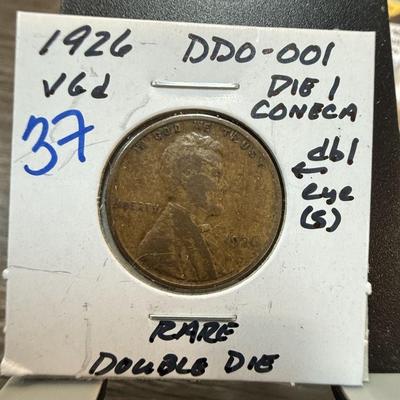 1926 DDO-001
VGd DIE 1
CONECA
37
dbl
eye
(s)
IN GOD WE TRUST
LIBERTY
1926
RARE
DOUBLE DIE